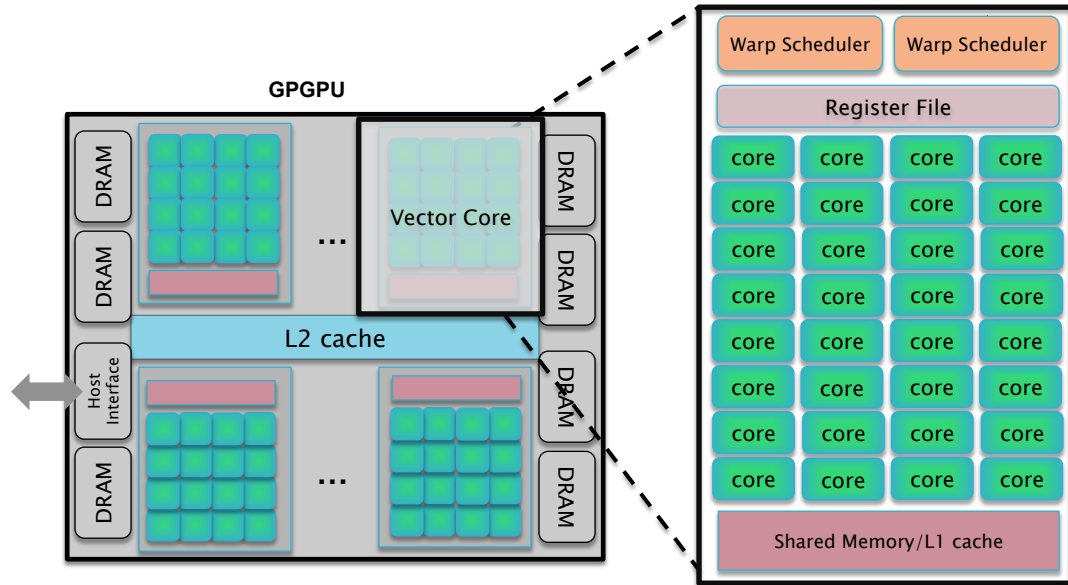 GPGPU
DRAM
DRAM
Host
Interface
DRAM
...
Vector Core
L2 cache
...
DRAM
DRAM
DRAM
DRAM
Warp Scheduler Warp Scheduler
Register File
core core core core
core core core core
core core core core
core core core core
core core core core
core core core core
core core core core
core core core core
Shared Memory/L1 cache